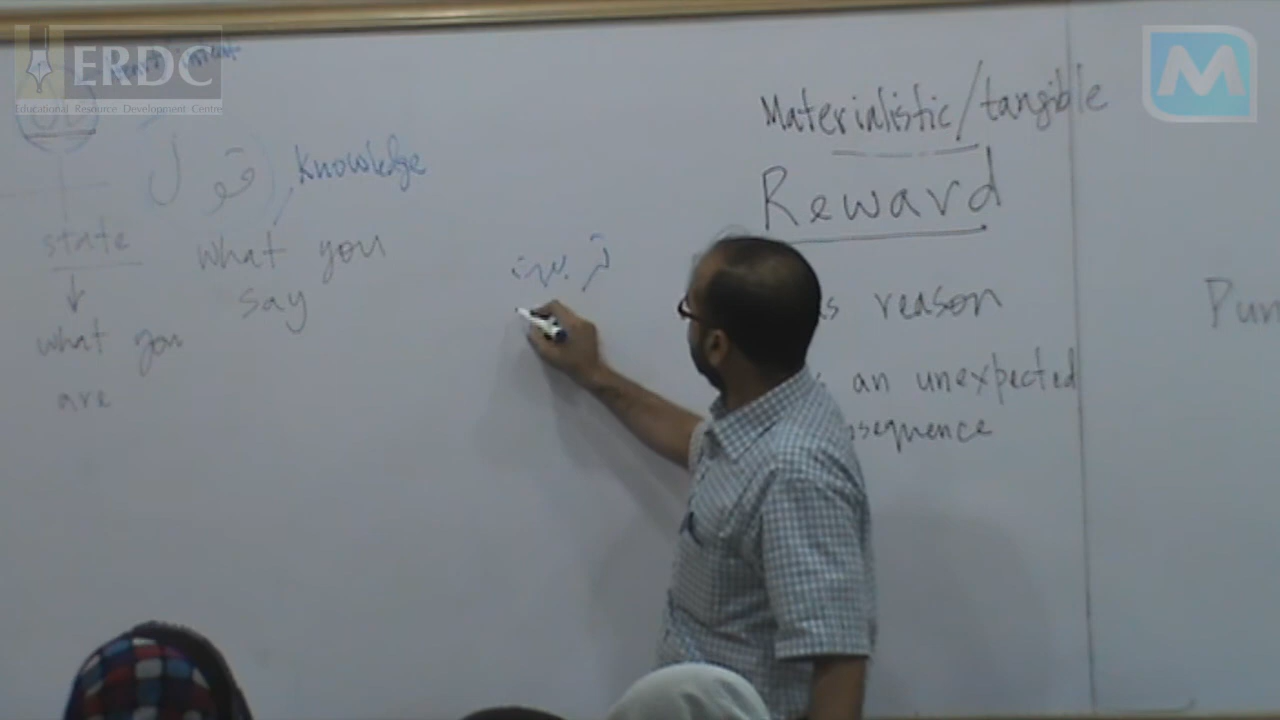 ERDC
Educational Resource Development Centre
M
Materialistic/tangible
Reward
قول
Knowledge
state
what you
say
what you
are
تربیت
reason
an unexpected
Pun